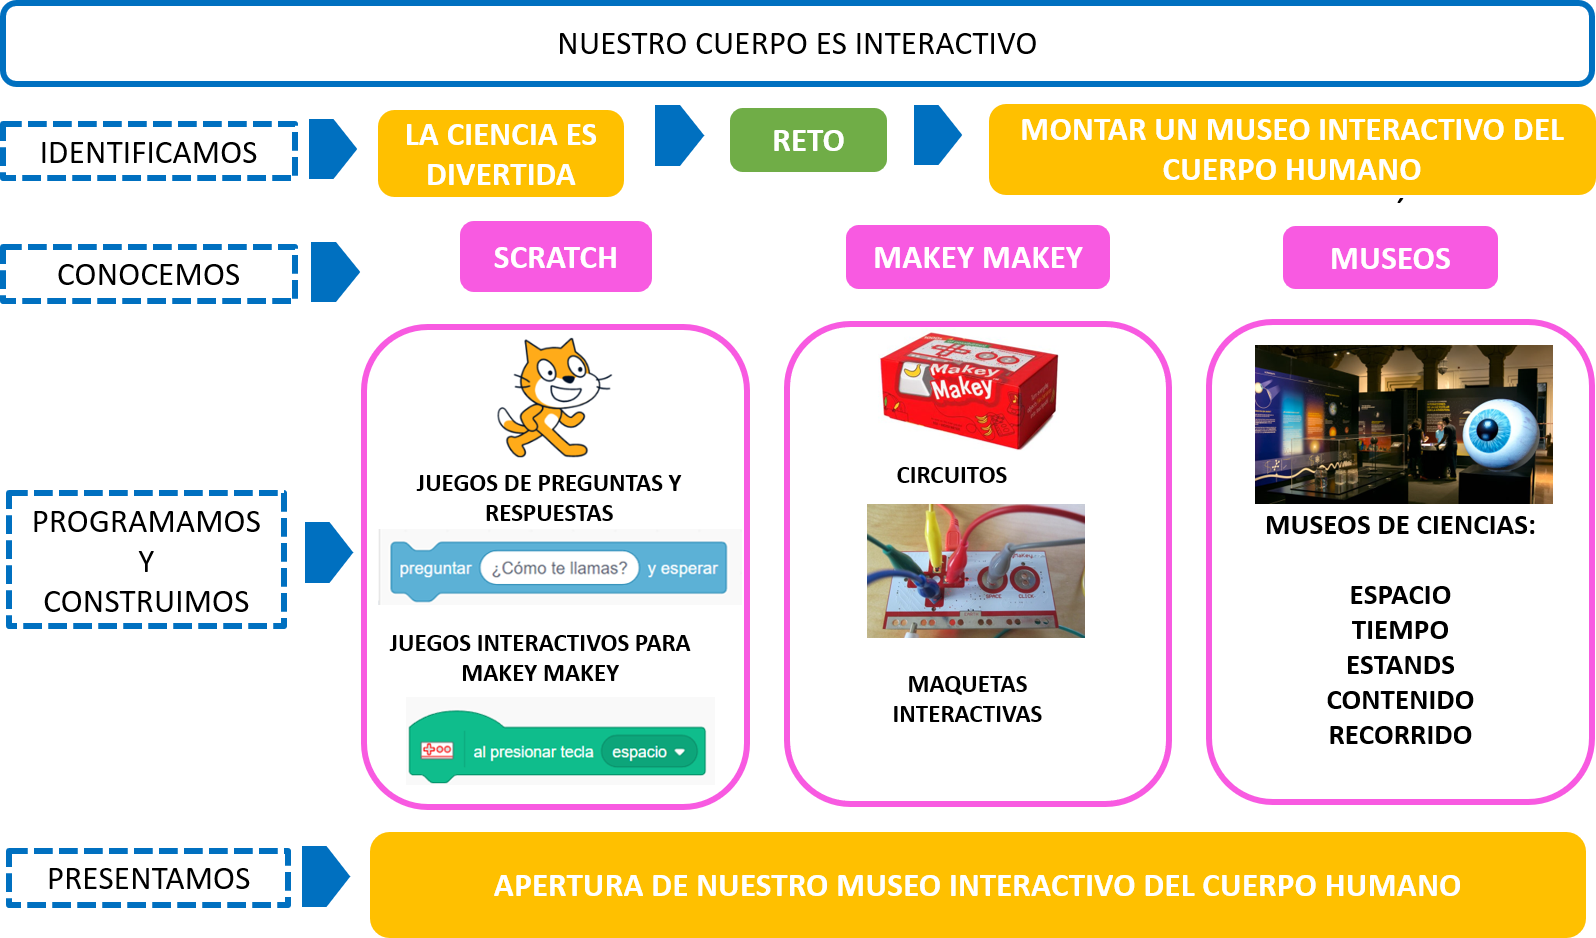 NUESTRO CUERPO ES INTERACTIVO
IDENTIFICAMOS
LA CIENCIA ES
DIVERTIDA
RETO
MONTAR UN MUSEO INTERACTIVO DEL
CUERPO HUMANO
CONOCEMOS
SCRATCH
MAKEY MAKEY
MUSEOS
PROGRAMAMOS
Y
CONSTRUIMOS
JUEGOS DE PREGUNTAS Y
RESPUESTAS
preguntar ¿Cómo te llamas? y esperar
JUEGOS INTERACTIVOS PARA
MAKEY MAKEY
al presionar tecla espacio
Makey
Makey
CIRCUITOS
SPACE
CLICK
MAQUETAS
INTERACTIVAS
MUSEOS DE CIENCIAS:
ESPACIO
TIEMPO
ESTANDS
CONTENIDO
RECORRIDO
PRESENTAMOS
APERTURA DE NUESTRO MUSEO INTERACTIVO DEL CUERPO HUMANO